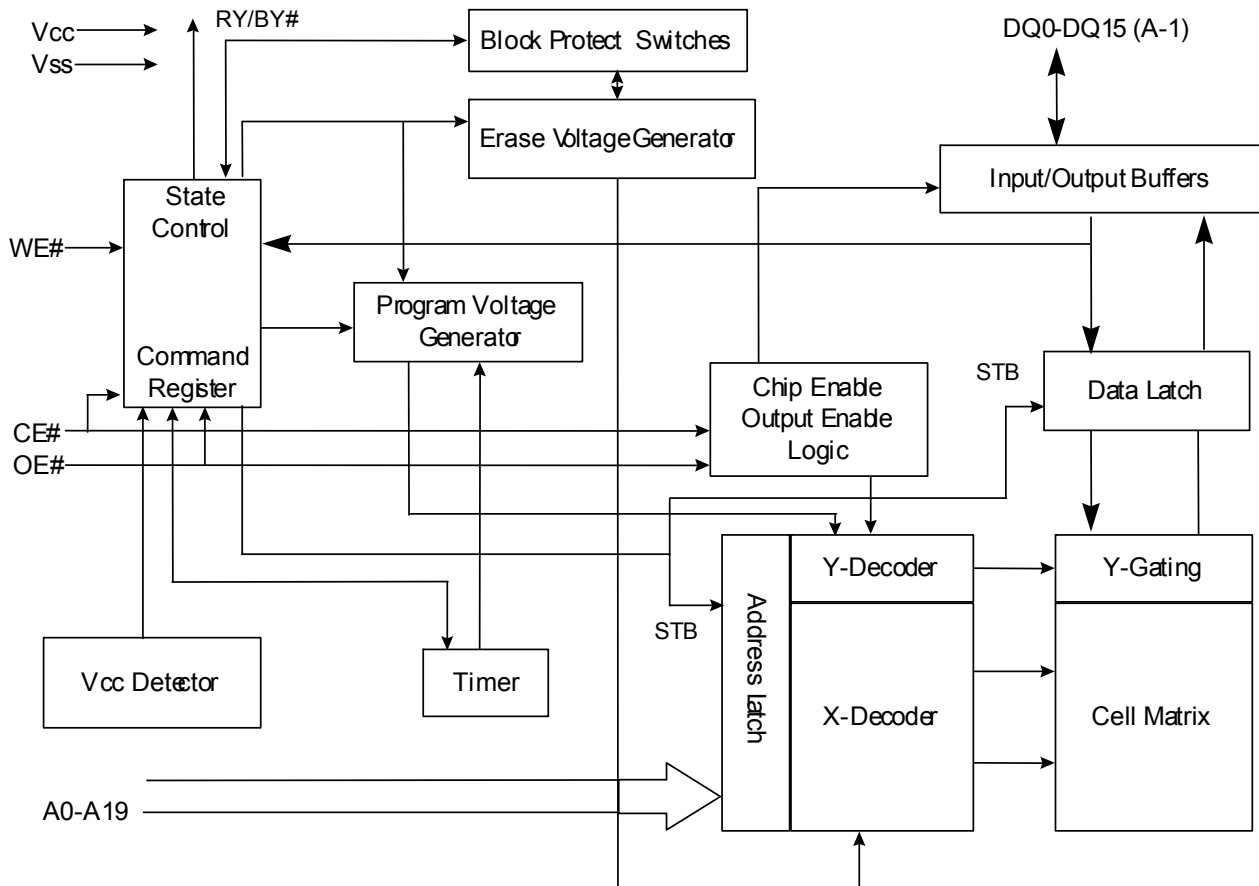 RY/BY#
Vcc
Vss
Block Protect Switches
DQ0-DQ15 (A-1)
Erase Voltage Generator
Input/Output Buffers
State
Control
WE#
Program Voltage
Generator
Command
Register
STB
Data Latch
Chip Enable
Output Enable
Logic
CE#
OE#
Y-Decoder
Y-Gating
Address Latch
STB
Vcc Detector
Timer
X-Decoder
Cell Matrix
A0-A19